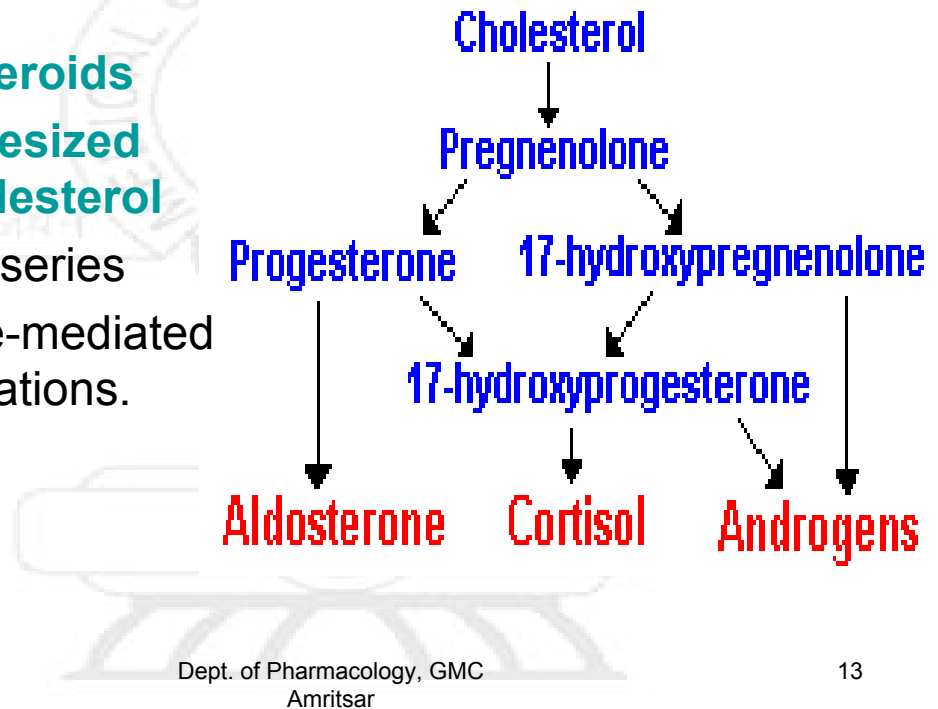 eroids
esized
lesterol
series
e-mediated
ations.
Cholesterol
Pregnenolone
Progesterone 17-hydroxypregnenolone
17-hydroxyprogesterone
Aldosterone Cortisol Androgens
Dept. of Pharmacology, GMC
Amritsar
13